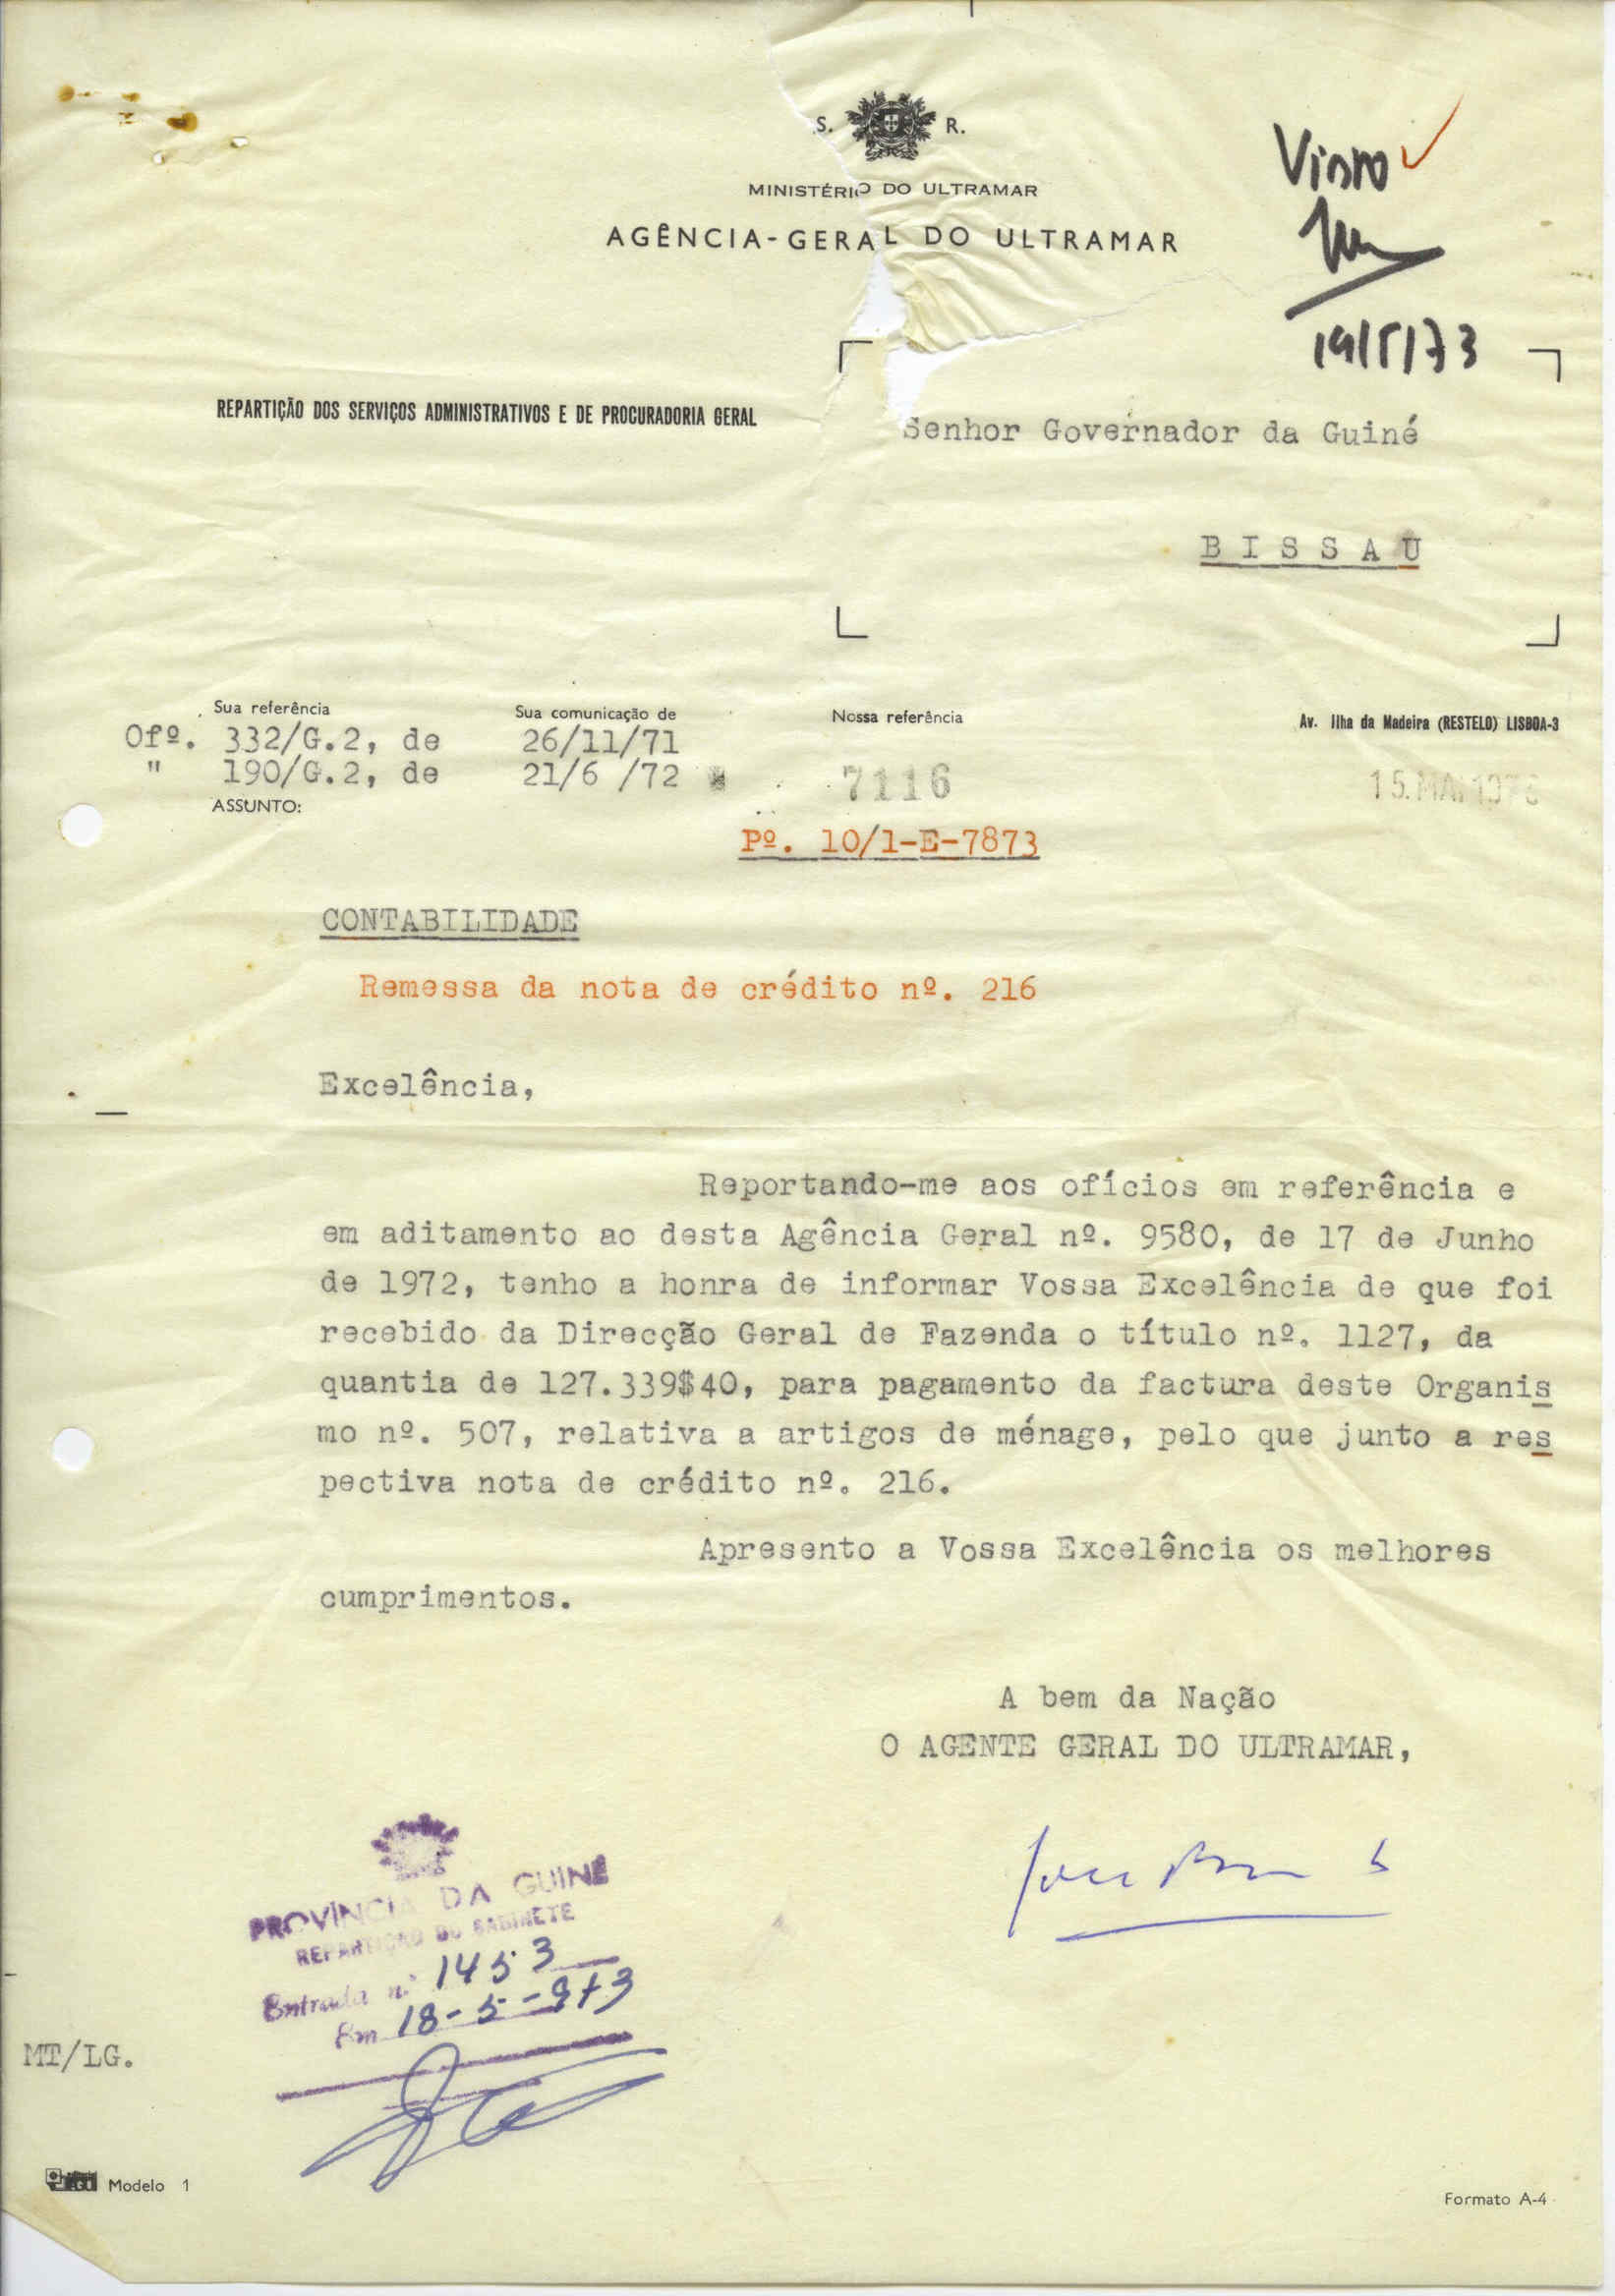 S. R.
MINISTÉRIO DO ULTRAMAR
AGÊNCIA-GERAL DO ULTRAMAR
Visto
19/5/73
REPARTIÇÃO DOS SERVIÇOS ADMINISTRATIVOS E DE PROCURADORIA GERAL
Senhor Governador da Guiné
BISSAU
Sua referência Sua comunicação de Nossa referência Av. Ilha da Madeira (RESTELO) LISBOA-3
Ofº. 332/G.2, de 26/11/71
" 190/G.2, de 21/6 /72 7116 15.MAI 1973
ASSUNTO:
Pº. 10/1-E-7873
CONTABILIDADE
Remessa da nota de crédito nº. 216
Excelência,
Reportando-me aos ofícios em referência e
em aditamento ao desta Agência Geral nº. 9580, de 17 de Junho
de 1972, tenho a honra de informar Vossa Excelência de que foi
recebido da Direcção Geral de Fazenda o título nº. 1127, da
quantia de 127.339$40, para pagamento da factura deste Organis
mo nº. 507, relativa a artigos de ménage, pelo que junto a res
pectiva nota de crédito nº. 216.
Apresento a Vossa Excelência os melhores
cumprimentos.
A bem da Nação
O AGENTE GERAL DO ULTRAMAR,
PROVÍNCIA DA GUINÉ
REPARTIÇÃO DO GABINETE
Entrada nº 1453
Em 18-5-973
MT/LG.
AGU Modelo 1
Formato A-4